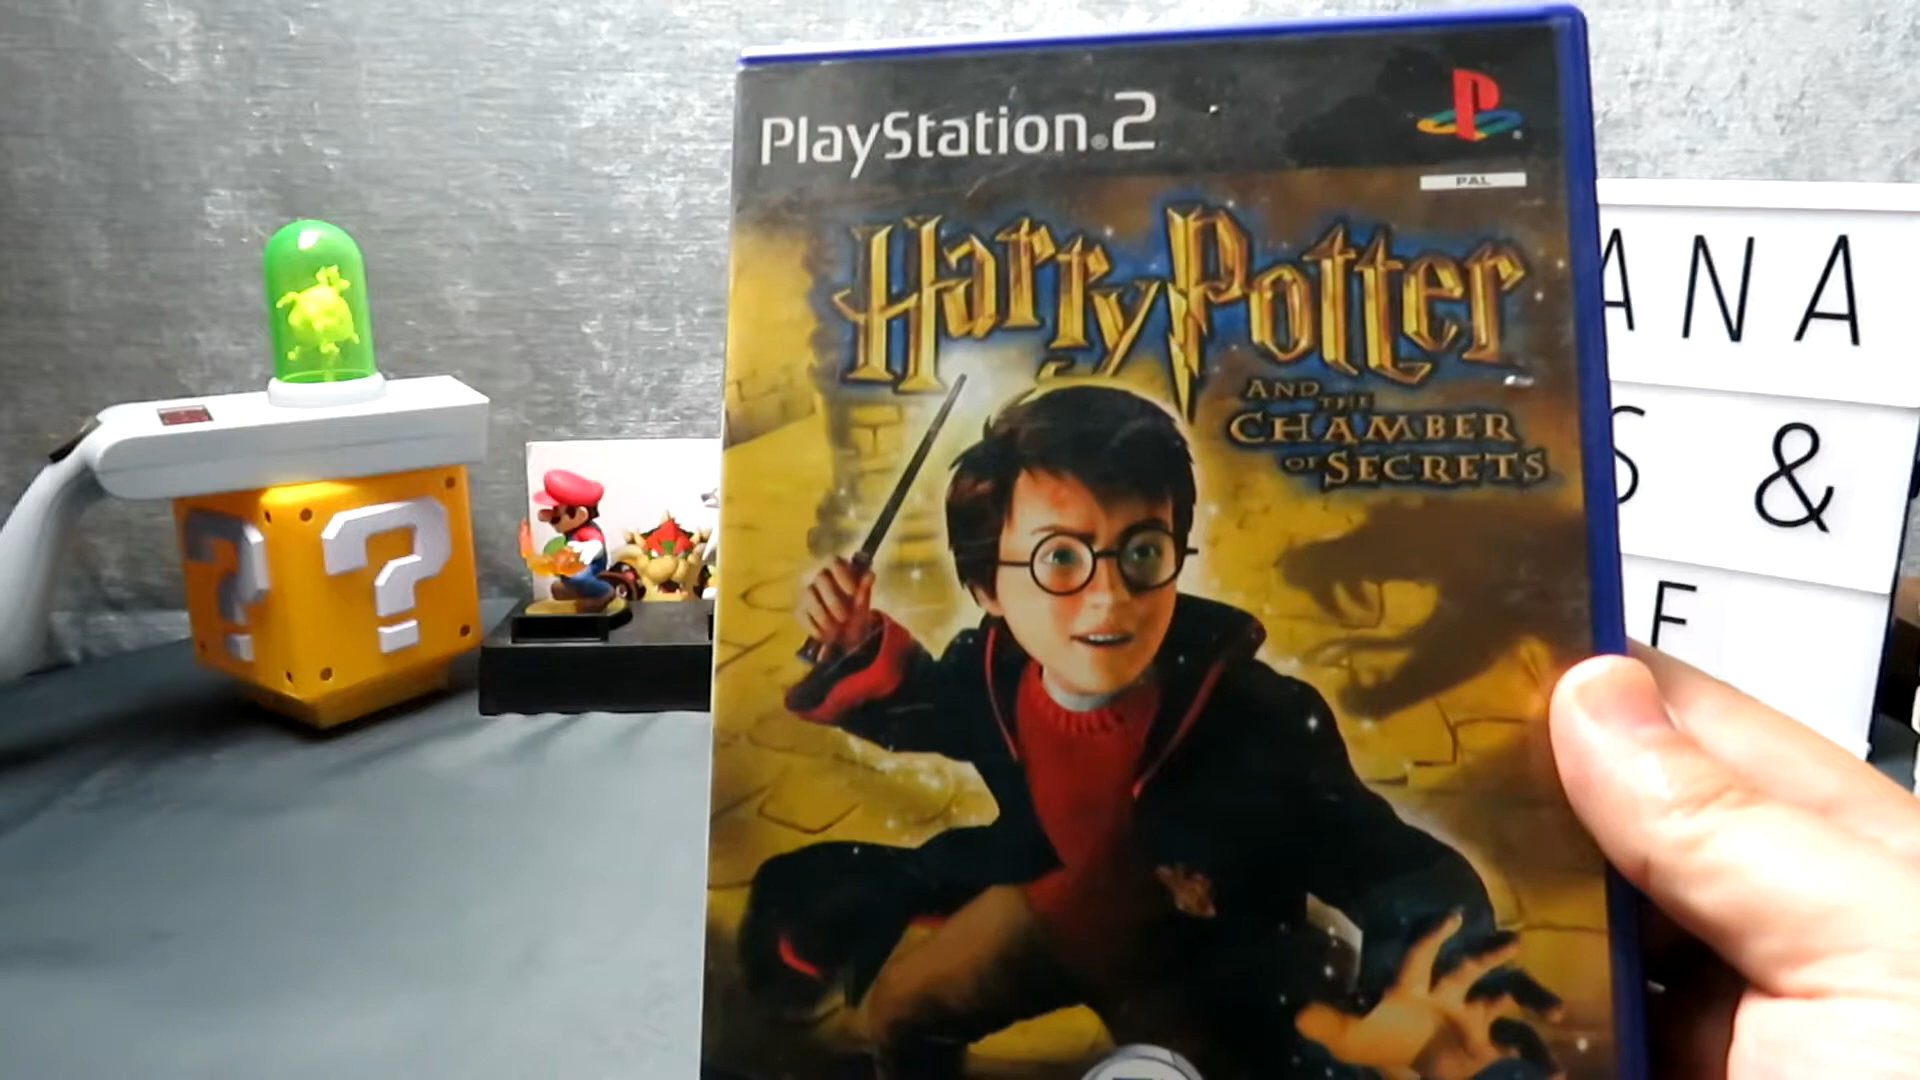 PlayStation®2
PAL
Harry Potter
AND THE
CHAMBER
OF SECRETS
?
?
ANA
S &
E